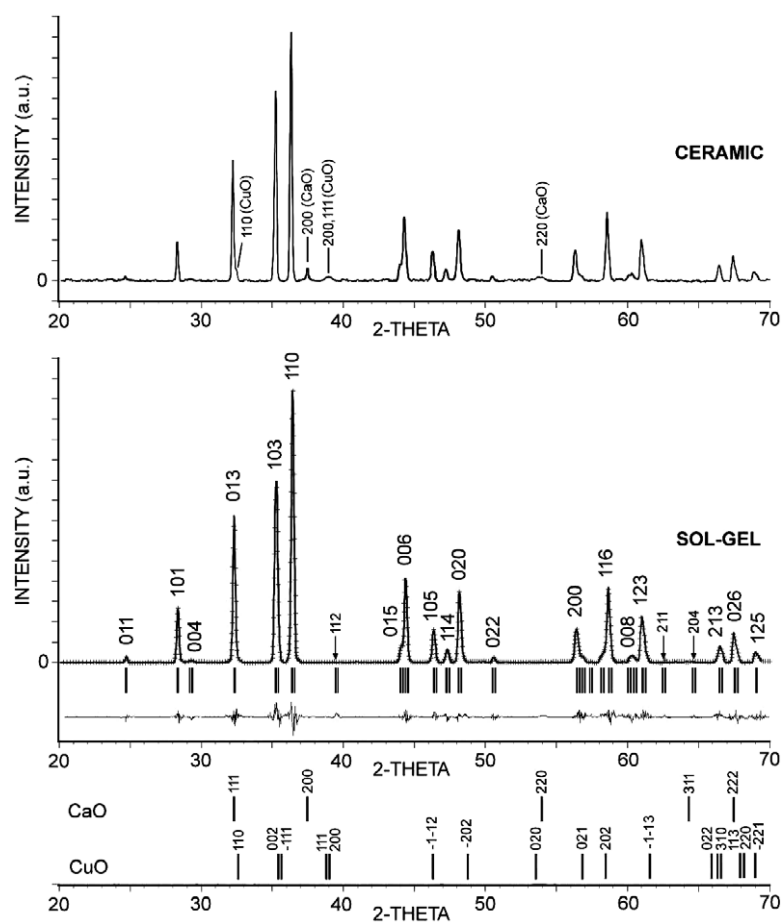 INTENSITY (a.u.)
CERAMIC
110 (CuO)
200 (CaO)
200,111 (CuO)
220 (CaO)
0
20 30 40 50 60 70
2-THETA
INTENSITY (a.u.)
SOL-GEL
011
101
004
013
103
110
112
015
006
105
114
020
022
200
116
008
123
211
204
213
026
125
0
20 30 40 50 60 70
2-THETA
CaO
111 200 220 311 222
CuO
110 002 -111 111 200 -1-12 -202 020 021 202 -1-13 022 310 113 220 -221
20 30 40 50 60 70
2-THETA